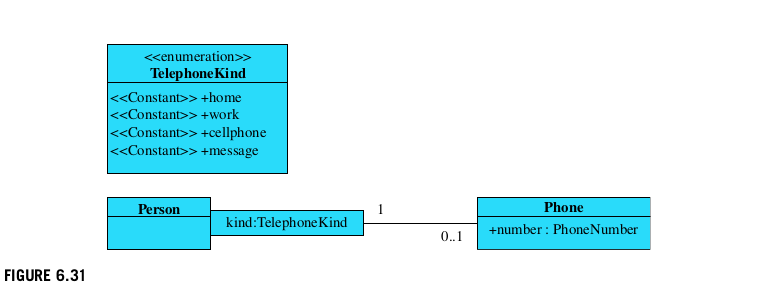 <<enumeration>>
TelephoneKind
<<Constant>> +home
<<Constant>> +work
<<Constant>> +cellphone
<<Constant>> +message
Person
kind:TelephoneKind
1
0..1
Phone
+number : PhoneNumber
FIGURE 6.31